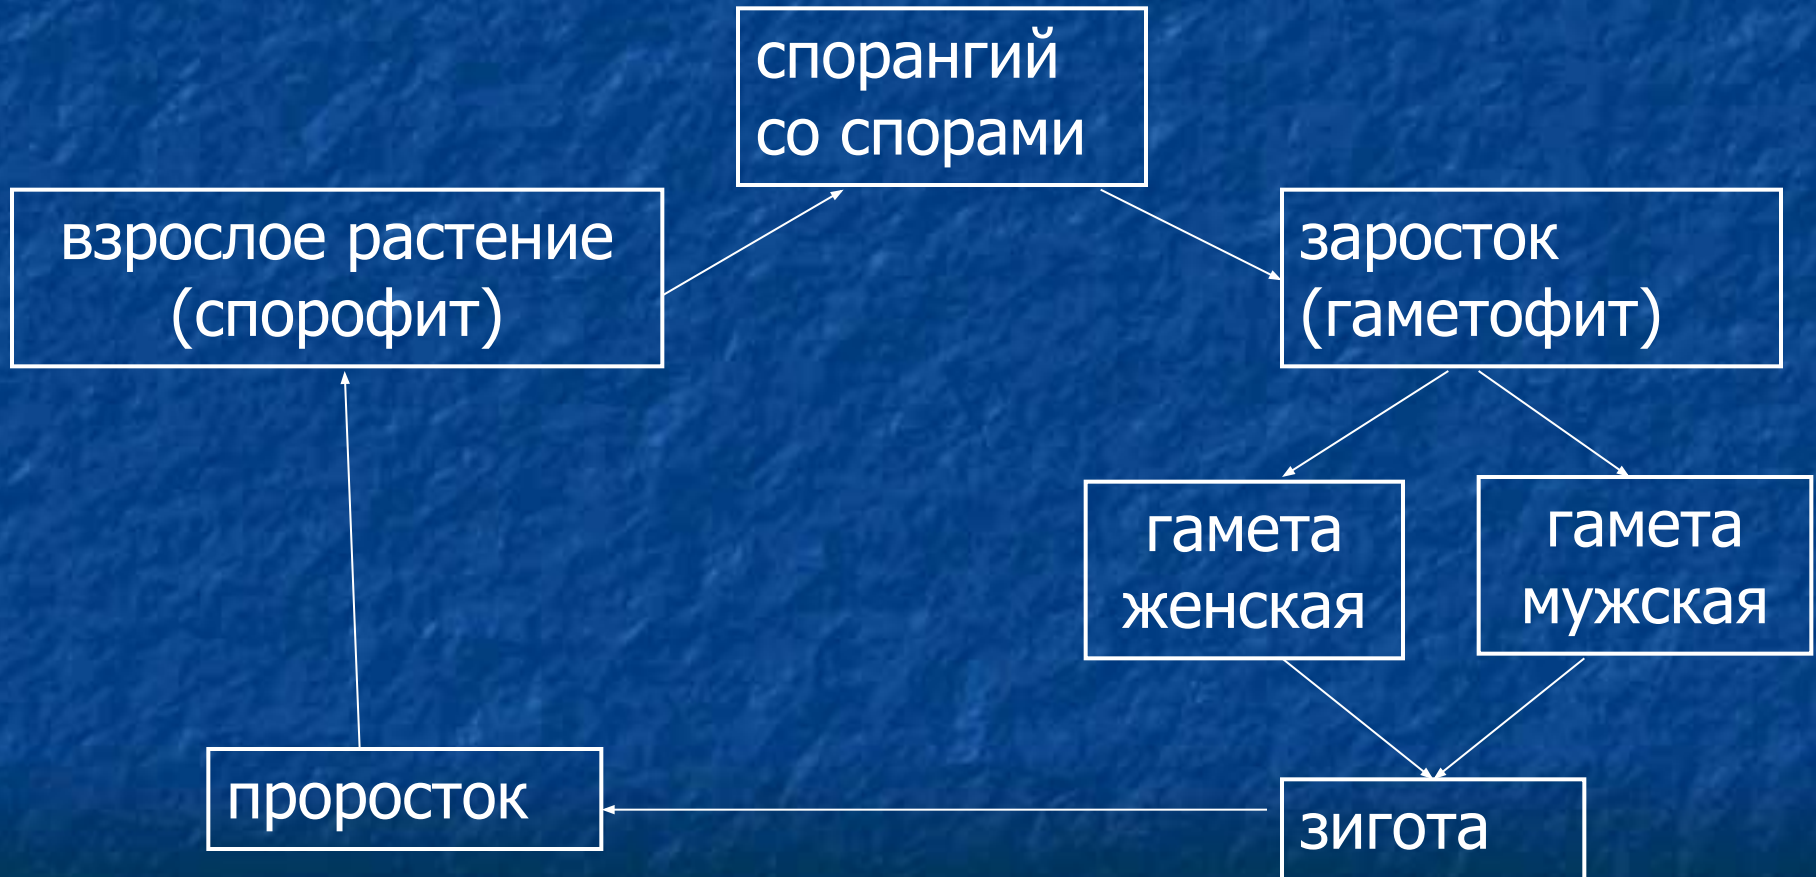 спорангий
со спорами
взрослое растение
(спорофит)
заросток
(гаметофит)
гамета
женская
гамета
мужская
проросток
зигота